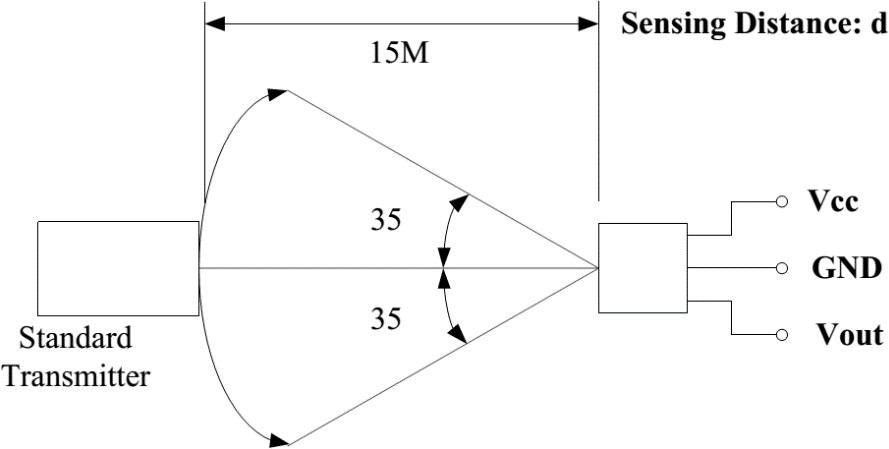 Sensing Distance: d
15M
Vcc
35
GND
35
Vout
Standard
Transmitter